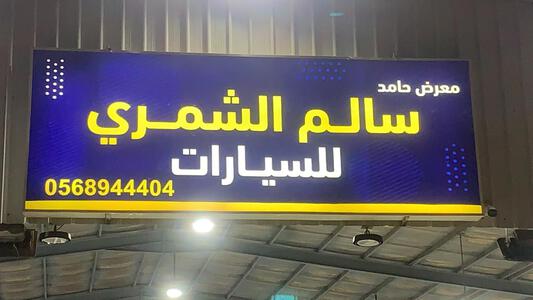 معرض حامد
سالم الشمري
للسيارات
0568944404